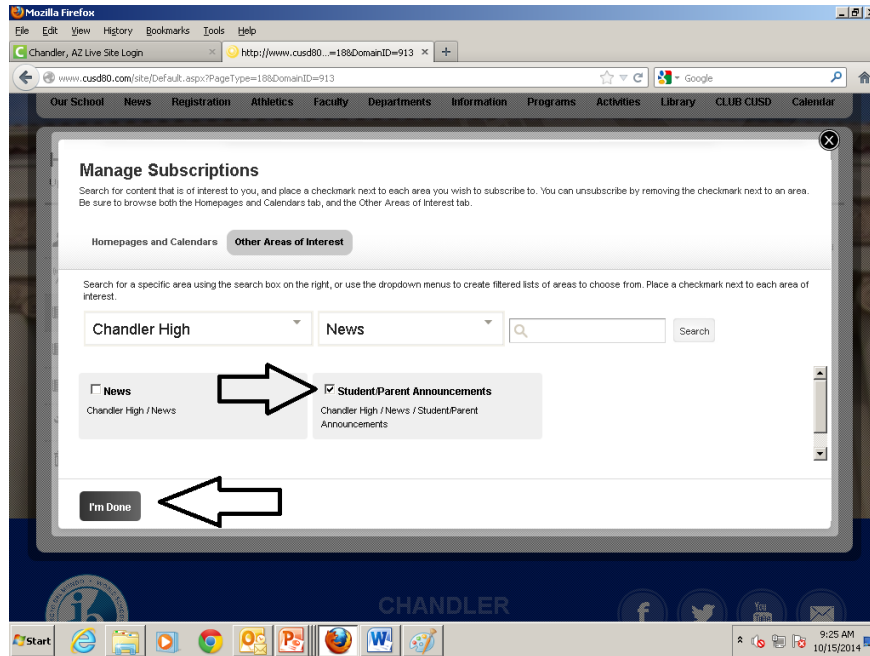 Mozilla Firefox
File Edit View History Bookmarks Tools Help
Chandler, AZ Live Site Login × http://www.cusd80....=188&DomainID=913 × +
www.cusd80.com/site/Default.aspx?PageType=18&DomainID=913 Google
Our School News Registration Athletics Faculty Departments Information Programs Activities Library CLUB CUSD Calendar
Manage Subscriptions
Search for content that is of interest to you, and place a checkmark next to each area you wish to subscribe to. You can unsubscribe by removing the checkmark next to an area.
Be sure to browse both the Homepages and Calendars tab, and the Other Areas of Interest tab.
Homepages and Calendars Other Areas of Interest
Search for a specific area using the search box on the right, or use the dropdown menus to create filtered lists of areas to choose from. Place a checkmark next to each area of
interest.
Chandler High News Search
News Student/Parent Announcements
Chandler High / News Chandler High / News / Student/Parent
Announcements
I'm Done
CHANDLER
ib
f You
Tube
Start 9:25 AM
10/15/2014